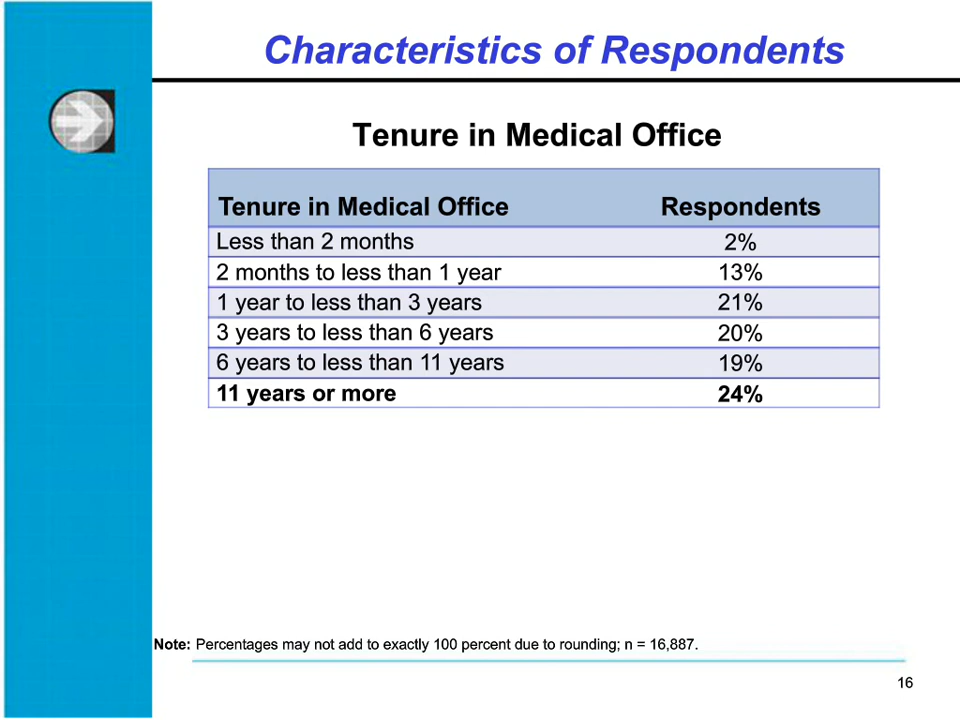 Characteristics of Respondents
Tenure in Medical Office
Tenure in Medical Office Respondents
Less than 2 months 2%
2 months to less than 1 year 13%
1 year to less than 3 years 21%
3 years to less than 6 years 20%
6 years to less than 11 years 19%
11 years or more 24%
Note: Percentages may not add to exactly 100 percent due to rounding; n = 16,887.
16